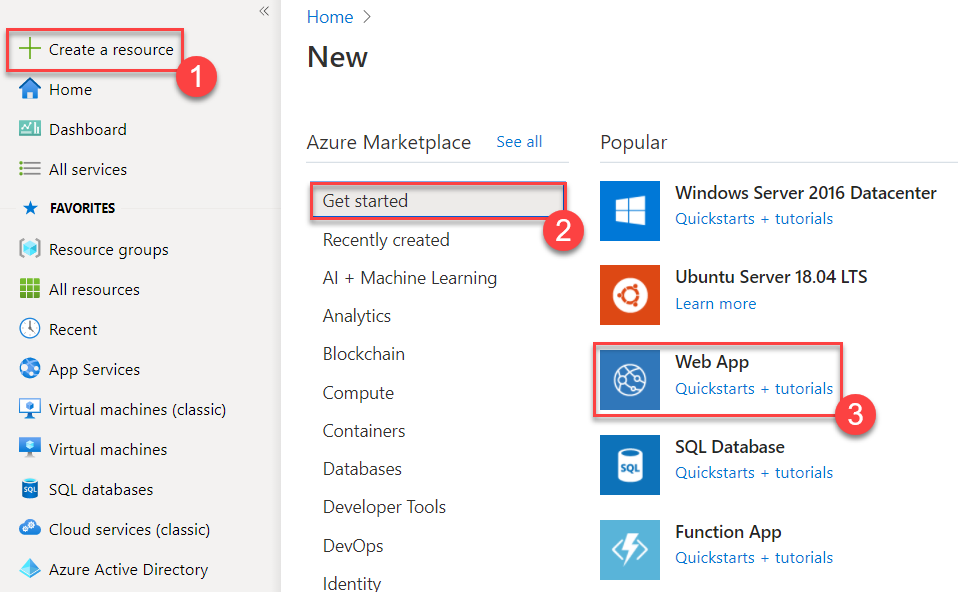 «
Create a resource
1
Home
Dashboard
All services
FAVORITES
Resource groups
All resources
Recent
App Services
Virtual machines (classic)
Virtual machines
SQL databases
Cloud services (classic)
Azure Active Directory
Home >
New
Azure Marketplace See all
Get started
2
Recently created
AI + Machine Learning
Analytics
Blockchain
Compute
Containers
Databases
Developer Tools
DevOps
Identity
Popular
Windows Server 2016 Datacenter
Quickstarts + tutorials
Ubuntu Server 18.04 LTS
Learn more
Web App
Quickstarts + tutorials
3
SQL
SQL Database
Quickstarts + tutorials
Function App
Quickstarts + tutorials